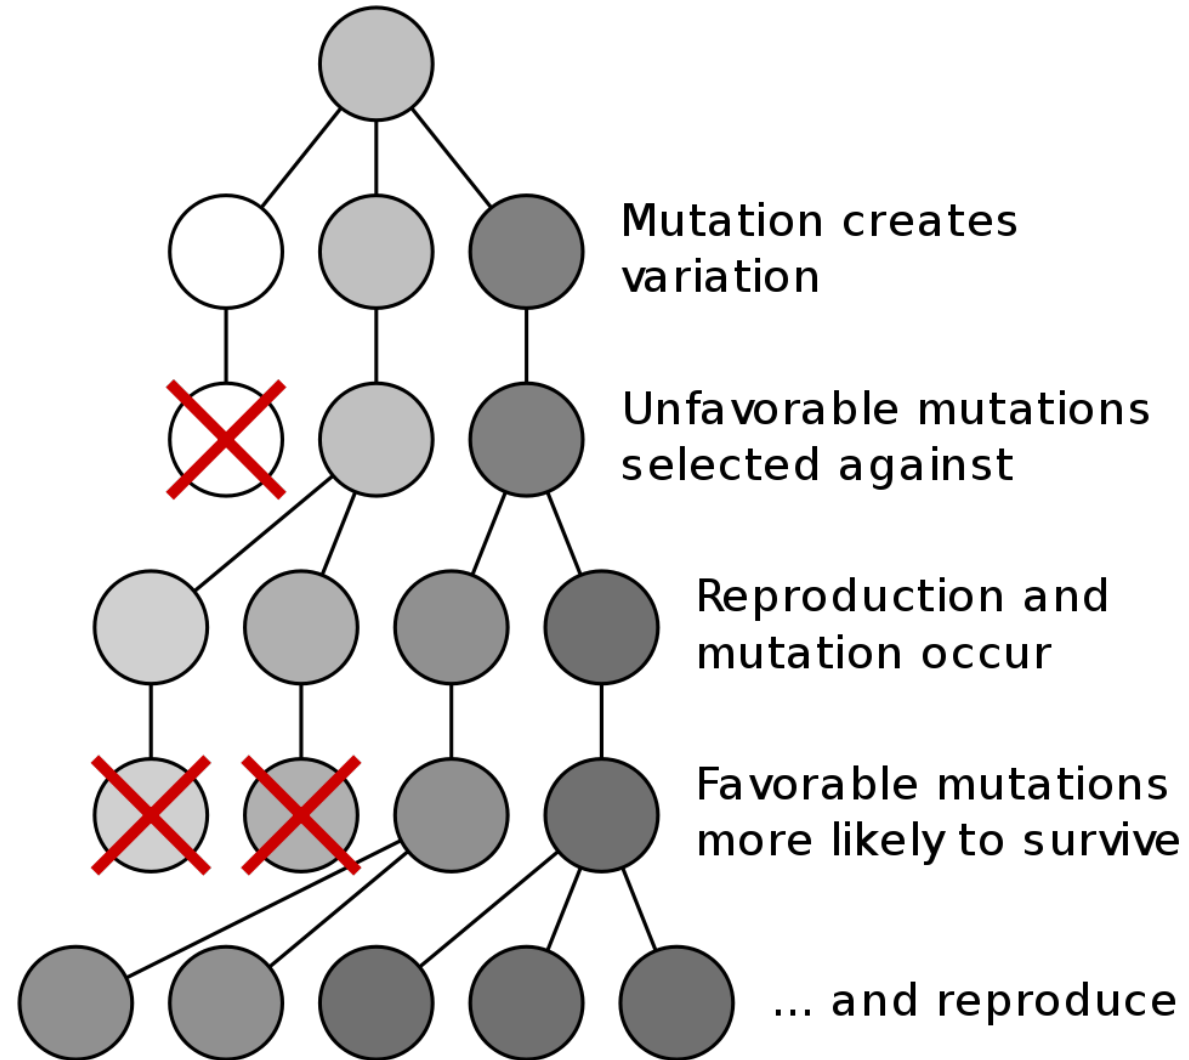 Mutation creates
variation
Unfavorable mutations
selected against
Reproduction and
mutation occur
Favorable mutations
more likely to survive
... and reproduce